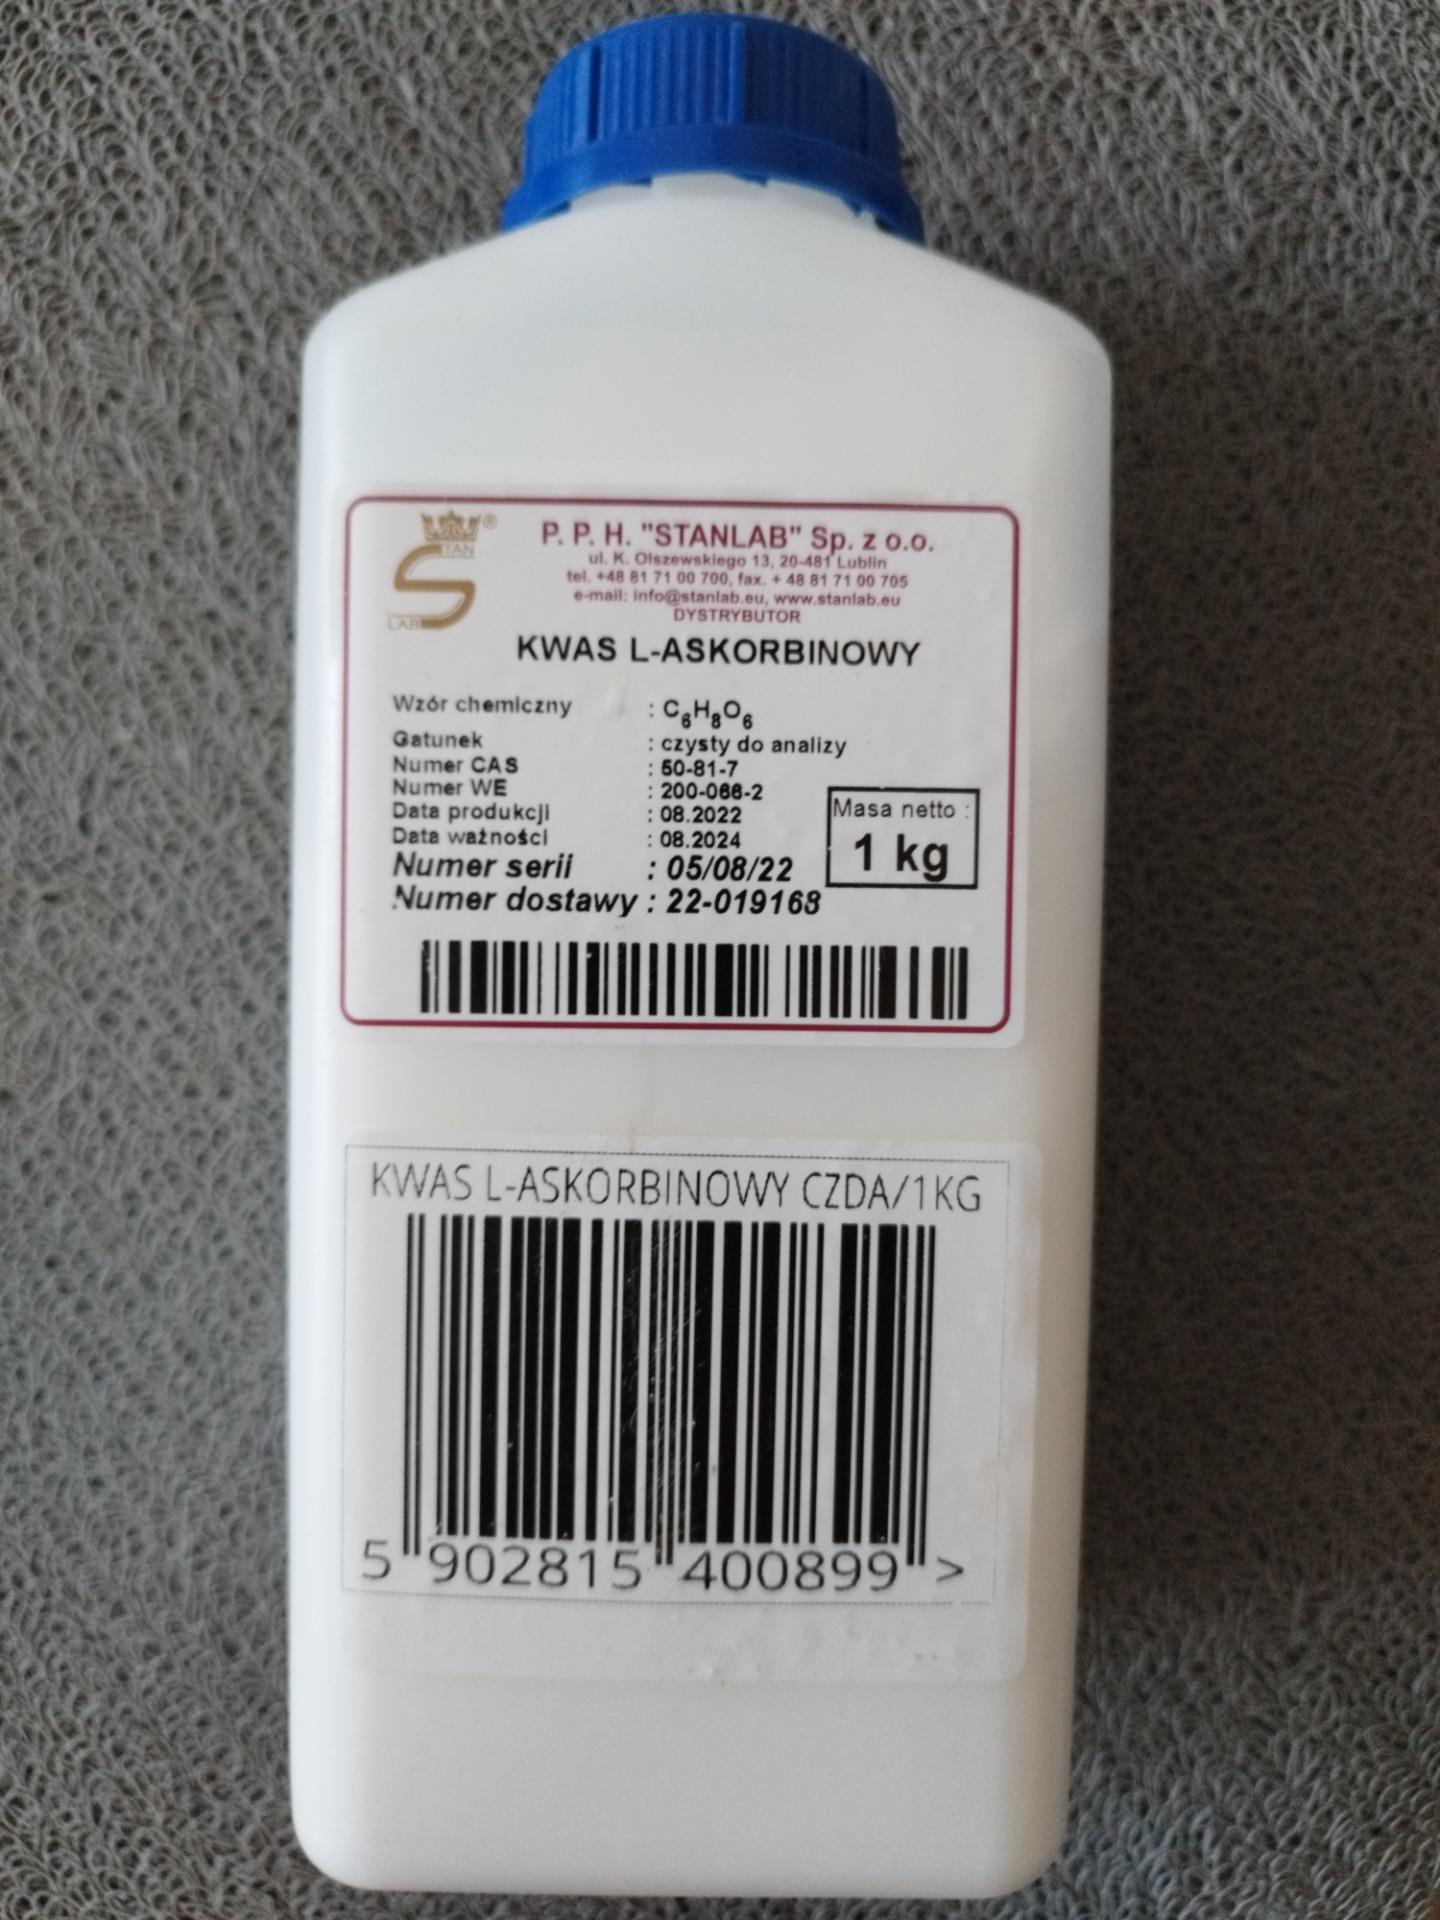 STAN
LAB
®
P. P. H. "STANLAB" Sp. z o.o.
ul. K. Olszewskiego 13, 20-481 Lublin
tel. +48 81 71 00 700, fax. + 48 81 71 00 705
e-mail: info@stanlab.eu, www.stanlab.eu
DYSTRYBUTOR
KWAS L-ASKORBINOWY
Wzór chemiczny : C₆H₈O₆
Gatunek : czysty do analizy
Numer CAS : 50-81-7
Numer WE : 200-066-2
Data produkcji : 08.2022
Data ważności : 08.2024
Numer serii : 05/08/22
Numer dostawy : 22-019168
Masa netto :
1 kg
KWAS L-ASKORBINOWY CZDA/1KG
5 902815 400899 >